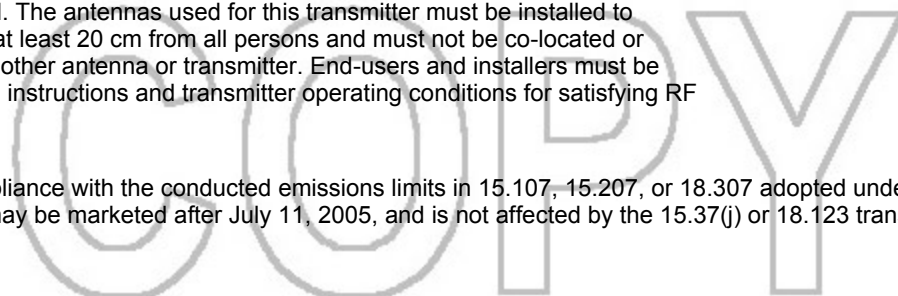 . The antennas used for this transmitter must be installed to
at least 20 cm from all persons and must not be co-located or
other antenna or transmitter. End-users and installers must be
instructions and transmitter operating conditions for satisfying RF
pliance with the conducted emissions limits in 15.107, 15.207, or 18.307 adopted unde
may be marketed after July 11, 2005, and is not affected by the 15.37(j) or 18.123 tran
COPY